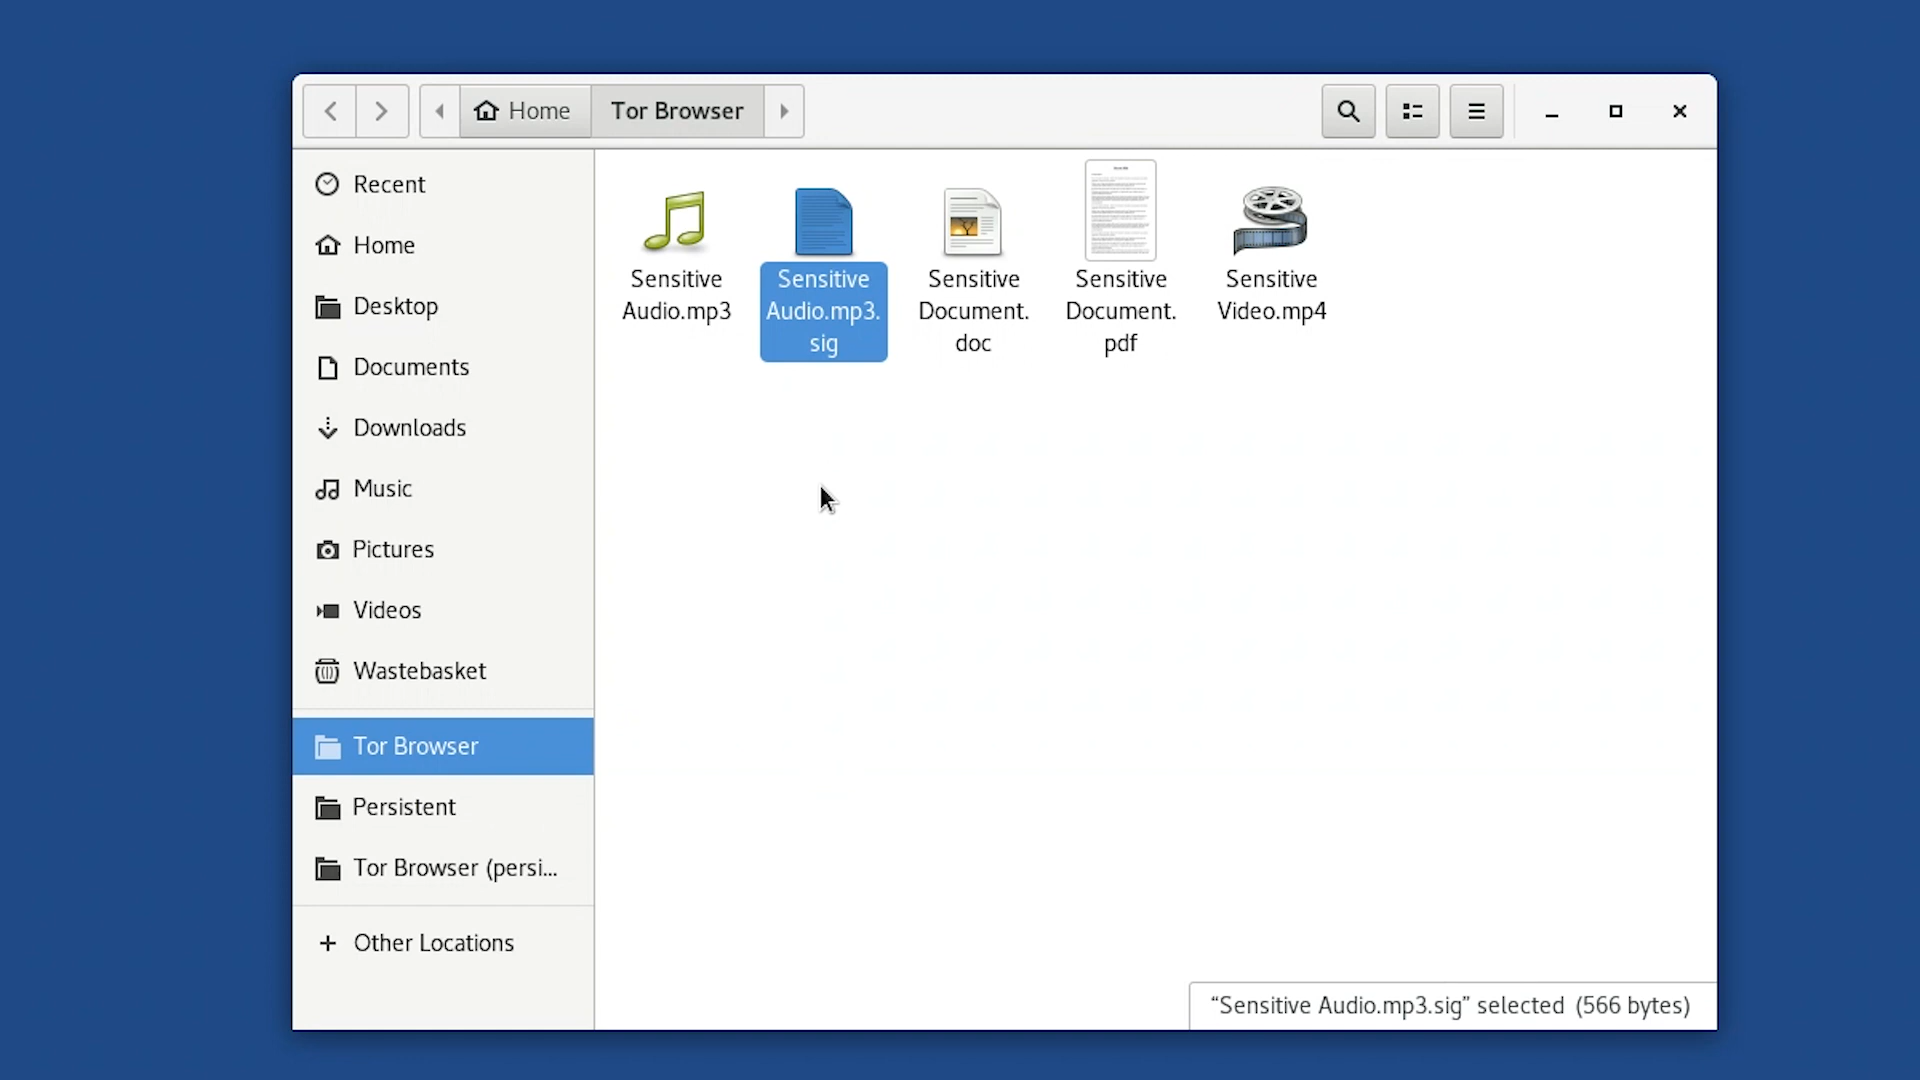 Home
Tor Browser
Recent
Home
Desktop
Documents
Downloads
Music
Pictures
Videos
Wastebasket
Tor Browser
Persistent
Tor Browser (persi...
Other Locations
Sensitive
Audio.mp3
Sensitive
Audio.mp3.
sig
Sensitive
Document.
doc
Sensitive
Document.
pdf
Sensitive
Video.mp4
“Sensitive Audio.mp3.sig” selected (566 bytes)